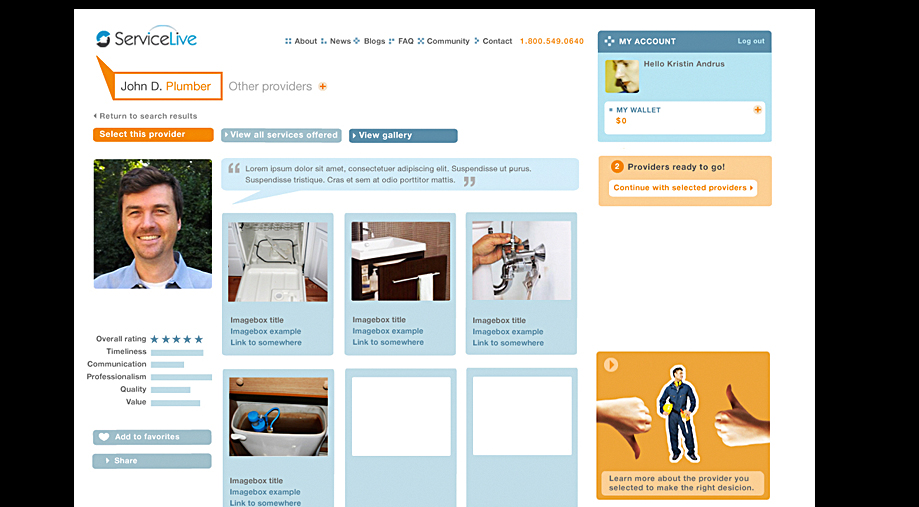 ServiceLive
About News Blogs FAQ Community Contact 1.800.549.0640
MY ACCOUNT Log out
Hello Kristin Andrus
MY WALLET
$0
John D. Plumber Other providers
Return to search results
Select this provider View all services offered View gallery
2 Providers ready to go!
Continue with selected providers
Lorem ipsum dolor sit amet, consectetuer adipiscing elit. Suspendisse ut purus.
Suspendisse tristique. Cras et sem at odio porttitor mattis.
Imagebox title
Imagebox example
Link to somewhere
Imagebox title
Imagebox example
Link to somewhere
Imagebox title
Imagebox example
Link to somewhere
Overall rating
Timeliness
Communication
Professionalism
Quality
Value
Add to favorites
Share
Imagebox title
Imagebox example
Link to somewhere
Learn more about the provider you
selected to make the right desicion.